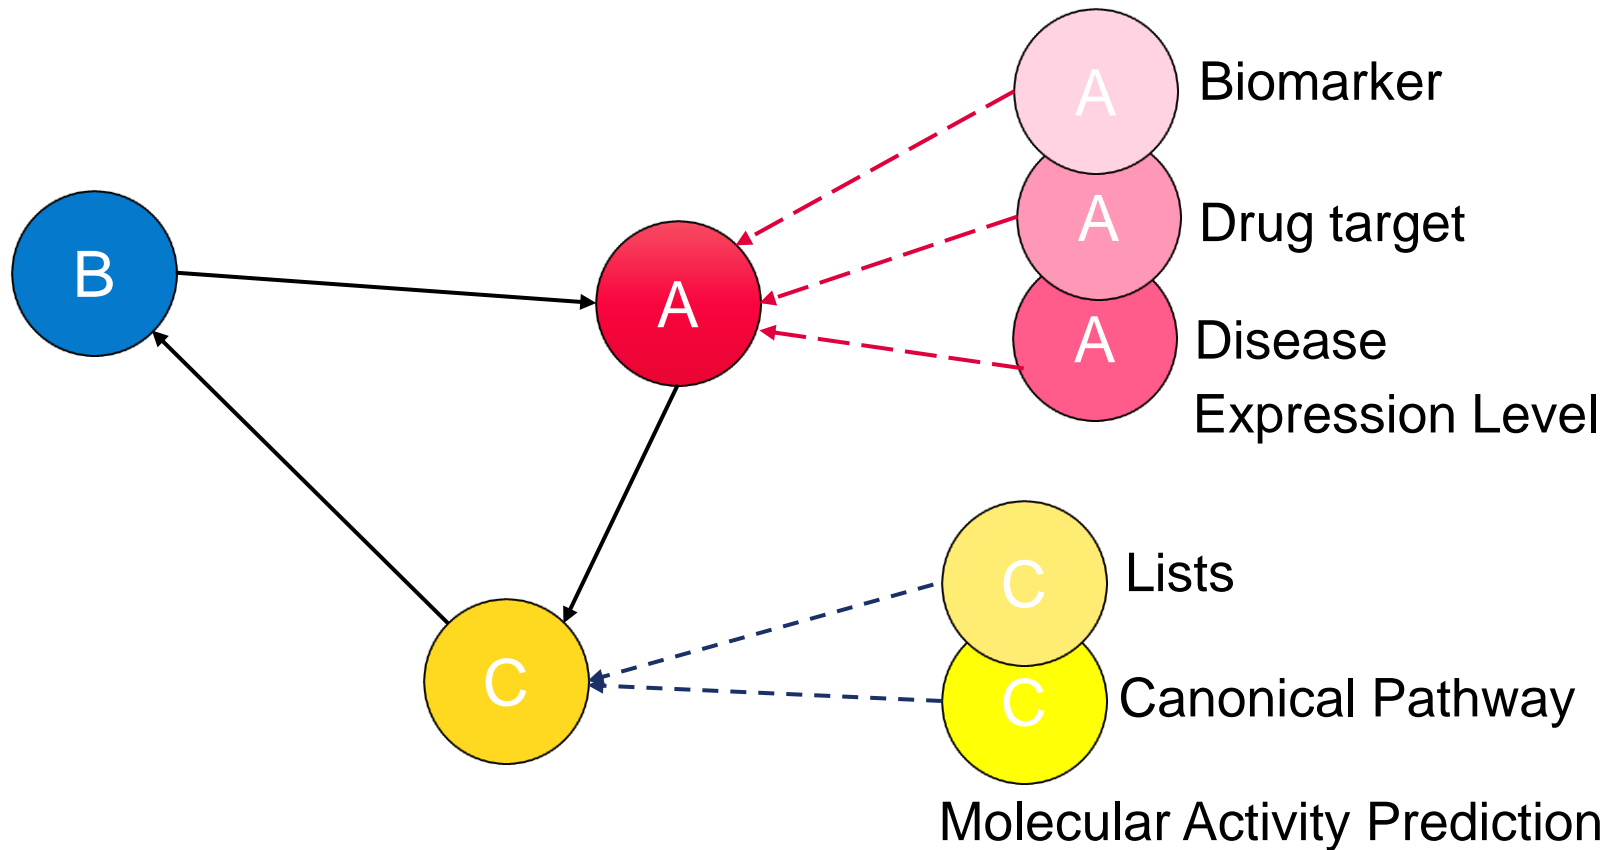 A Biomarker
A Drug target
B
A
A Disease
Expression Level
C Lists
C
C Canonical Pathway
Molecular Activity Prediction